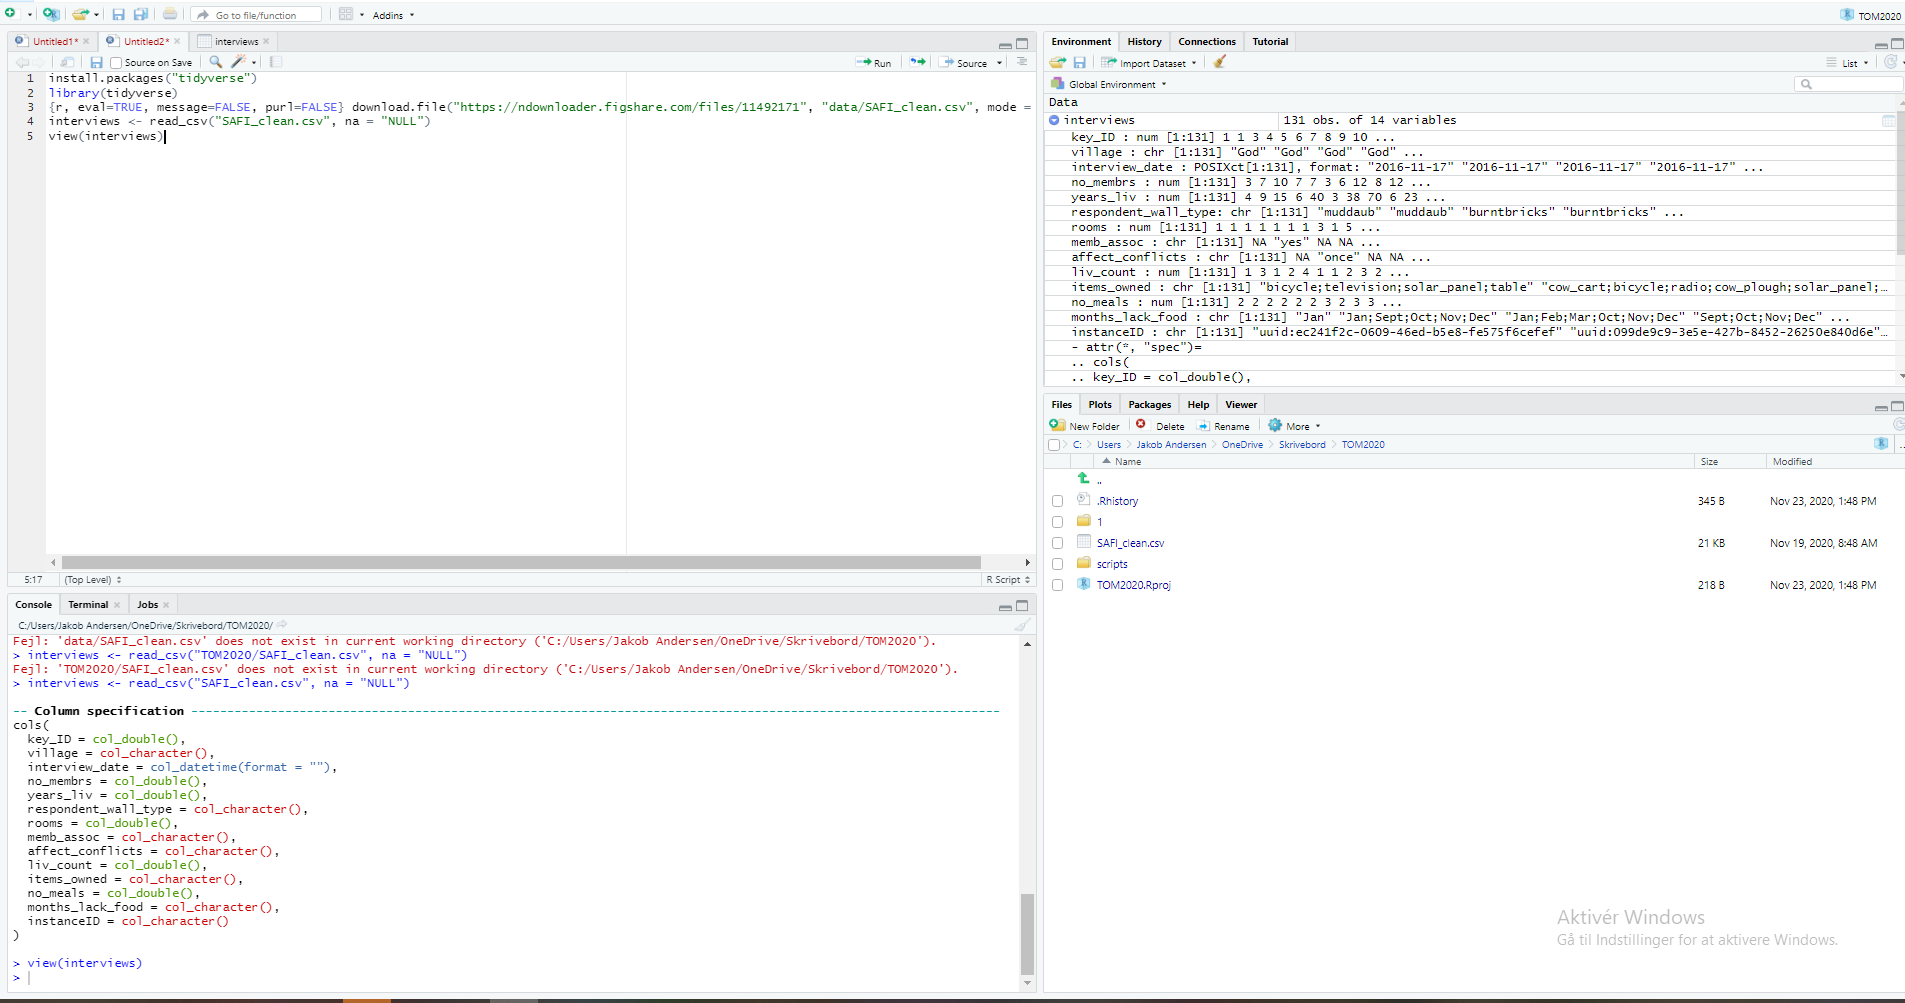 Go to file/function
Addins
TOM2020
Untitled1*
Untitled2*
interviews
Source on Save
Run
Source
1 install.packages("tidyverse")
2 library(tidyverse)
3 {r, eval=TRUE, message=FALSE, purl=FALSE} download.file("https://ndownloader.figshare.com/files/11492171", "data/SAFI_clean.csv", mode =
4 interviews <- read_csv("SAFI_clean.csv", na = "NULL")
5 view(interviews)
5:17 (Top Level) R Script
Console Terminal Jobs
C:/Users/Jakob Andersen/OneDrive/Skrivebord/TOM2020/
Fejl: 'data/SAFI_clean.csv' does not exist in current working directory ('C:/Users/Jakob Andersen/OneDrive/Skrivebord/TOM2020').
> interviews <- read_csv("TOM2020/SAFI_clean.csv", na = "NULL")
Fejl: 'TOM2020/SAFI_clean.csv' does not exist in current working directory ('C:/Users/Jakob Andersen/OneDrive/Skrivebord/TOM2020').
> interviews <- read_csv("SAFI_clean.csv", na = "NULL")
-- Column specification --------------------------------------------------------
cols(
key_ID = col_double(),
village = col_character(),
interview_date = col_datetime(format = ""),
no_membrs = col_double(),
years_liv = col_double(),
respondent_wall_type = col_character(),
rooms = col_double(),
memb_assoc = col_character(),
affect_conflicts = col_character(),
liv_count = col_double(),
items_owned = col_character(),
no_meals = col_double(),
months_lack_food = col_character(),
instanceID = col_character()
)
> view(interviews)
>
Environment History Connections Tutorial
Import Dataset
List
Global Environment
Data
interviews 131 obs. of 14 variables
key_ID : num [1:131] 1 1 3 4 5 6 7 8 9 10 ...
village : chr [1:131] "God" "God" "God" "God" ...
interview_date : POSIXct[1:131], format: "2016-11-17" "2016-11-17" "2016-11-17" "2016-11-17" ...
no_membrs : num [1:131] 3 7 10 7 7 3 6 12 8 12 ...
years_liv : num [1:131] 4 9 15 6 40 3 38 70 6 23 ...
respondent_wall_type: chr [1:131] "muddaub" "muddaub" "burntbricks" "burntbricks" ...
rooms : num [1:131] 1 1 1 1 1 1 1 3 1 5 ...
memb_assoc : chr [1:131] NA "yes" NA NA ...
affect_conflicts : chr [1:131] NA "once" NA NA ...
liv_count : num [1:131] 1 3 1 2 4 1 1 2 3 2 ...
items_owned : chr [1:131] "bicycle;television;solar_panel;table" "cow_cart;bicycle;radio;cow_plough;solar_panel;...
no_meals : num [1:131] 2 2 2 2 2 2 3 2 3 3 ...
months_lack_food : chr [1:131] "Jan" "Jan;Sept;Oct;Nov;Dec" "Jan;Feb;Mar;Oct;Nov;Dec" "Sept;Oct;Nov;Dec" ...
instanceID : chr [1:131] "uuid:ec241f2c-0609-46ed-b5e8-fe575f6cefef" "uuid:099de9c9-3e5e-427b-8452-26250e840d6e"...
- attr(*, "spec")=
.. cols(
.. key_ID = col_double(),
Files Plots Packages Help Viewer
New Folder Delete Rename More
C: Users Jakob Andersen OneDrive Skrivebord TOM2020
Name Size Modified
..
.Rhistory 345 B Nov 23, 2020, 1:48 PM
1
SAFI_clean.csv 21 KB Nov 19, 2020, 8:48 AM
scripts
TOM2020.Rproj 218 B Nov 23, 2020, 1:48 PM
Aktivér Windows
Gå til Indstillinger for at aktivere Windows.